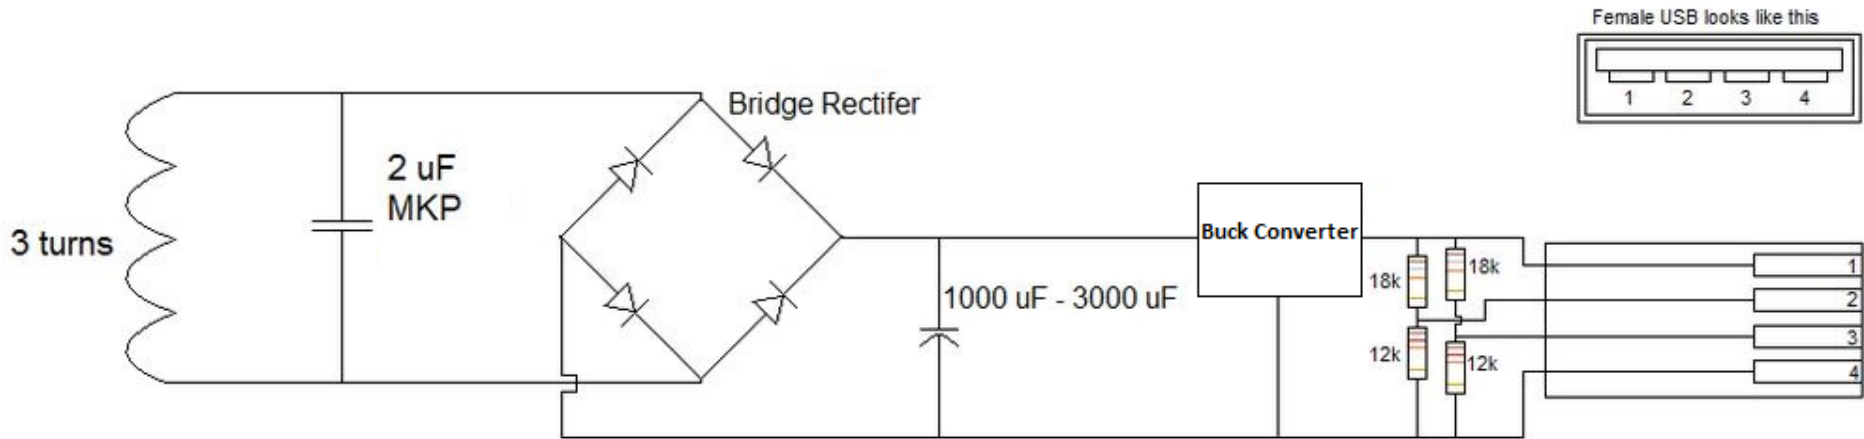 Female USB looks like this
1 2 3 4
Bridge Rectifer
2 uF
MKP
3 turns
Buck Converter
1000 uF - 3000 uF
18k
18k
12k
12k
1
2
3
4